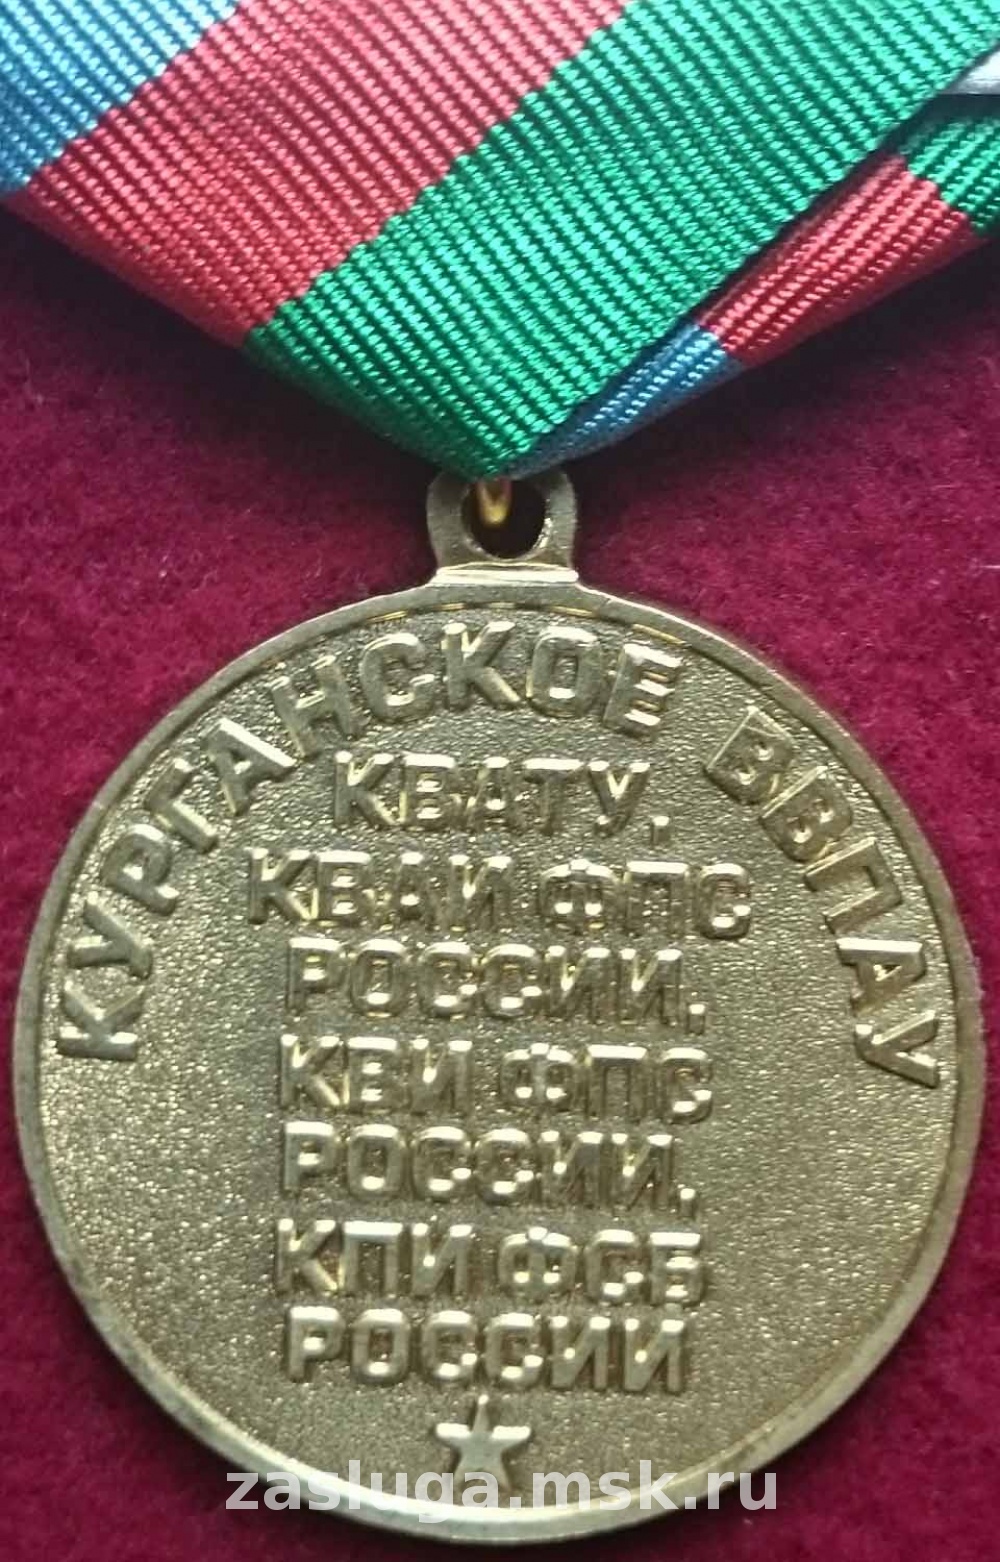 КУРГАНСКОЕ ВВПАУ
КВАТУ,
КВАИ ФПС
РОССИИ,
КВИ ФПС
РОССИИ,
КПИ ФСБ
РОССИИ
zasluga.msk.ru